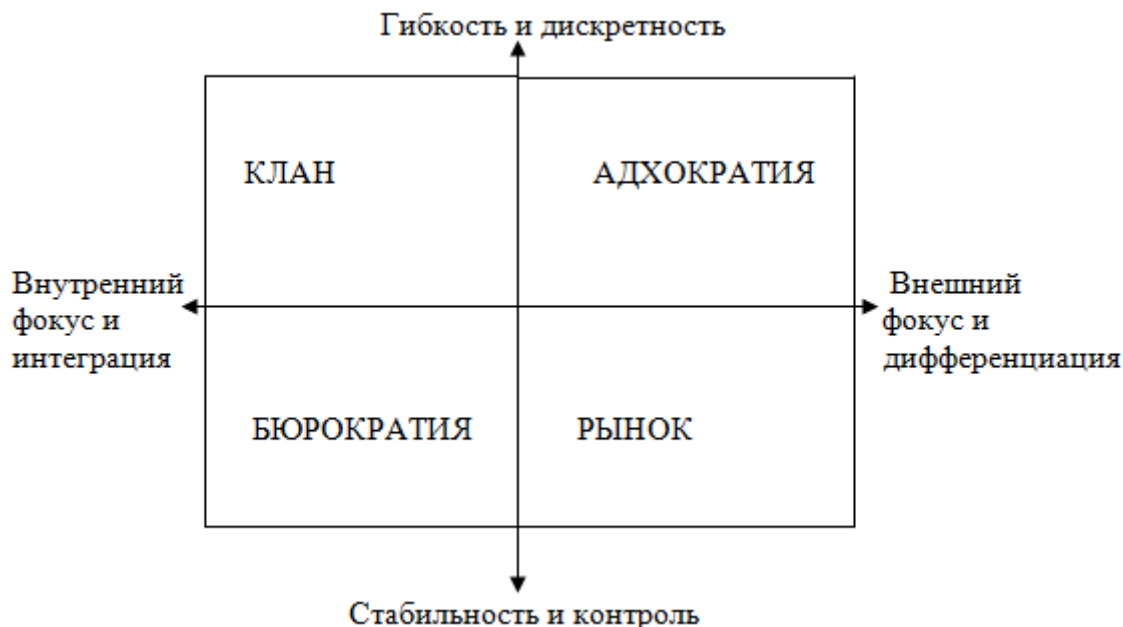 Гибкость и дискретность
КЛАН
АДХОКРАТИЯ
Внутренний
фокус и
интеграция
Внешний
фокус и
дифференциация
БЮРОКРАТИЯ
РЫНОК
Стабильность и контроль